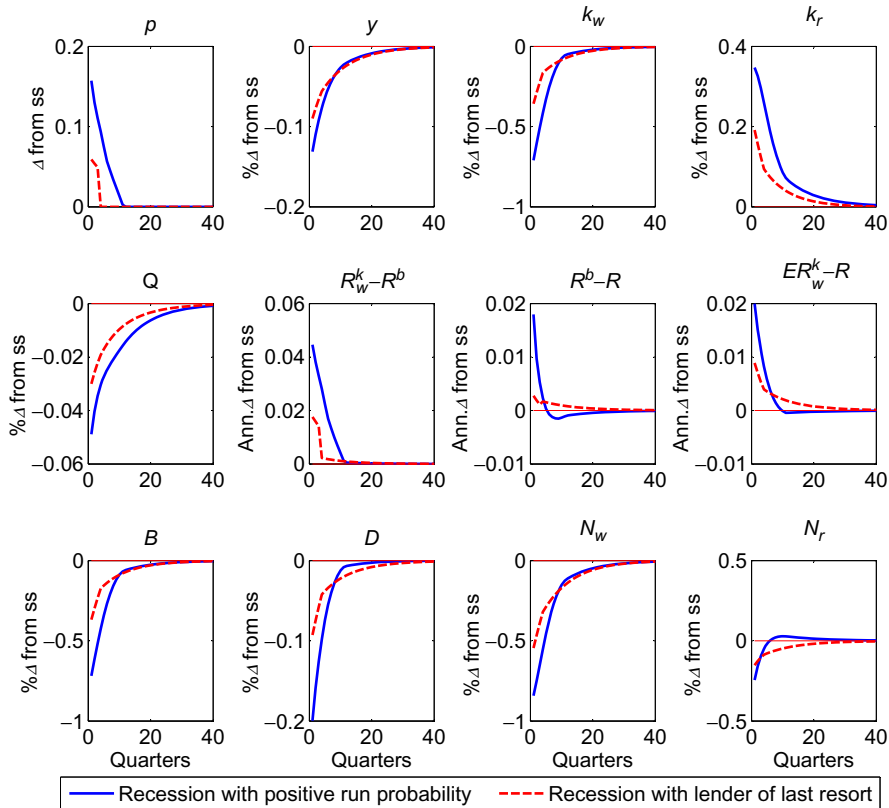 p y k_w k_r
Δ from ss %Δ from ss %Δ from ss %Δ from ss
0.2 0.1 0
0 −0.1 −0.2
0 −0.5 −1
0.4 0.2 0
0 20 40 0 20 40 0 20 40 0 20 40
Q R_w^k−R^b R^b−R ER_w^k−R
%Δ from ss Ann.Δ from ss Ann.Δ from ss Ann.Δ from ss
0 −0.02 −0.04 −0.06
0.06 0.04 0.02 0
0.02 0.01 0 −0.01
0.02 0.01 0 −0.01
0 20 40 0 20 40 0 20 40 0 20 40
B D N_w N_r
%Δ from ss %Δ from ss %Δ from ss %Δ from ss
0 −0.5 −1
0 −0.1 −0.2
0 −0.5 −1
0.5 0 −0.5
0 20 40 0 20 40 0 20 40 0 20 40
Quarters Quarters Quarters Quarters
Recession with positive run probability Recession with lender of last resort